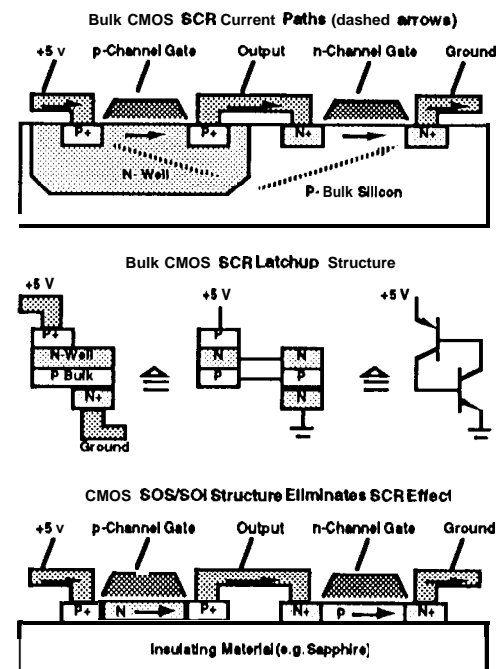 Bulk CMOS SCR Current Paths (dashed arrows)
+5 v p-Channel Gate Output n-Channel Gate Ground
P+ P+ N+ N+
N- Well
P- Bulk Silicon
Bulk CMOS SCR Latchup Structure
+5 V +5 V +5 V
P+ P
N-Well N N
P Bulk P P
N+ N
Ground
CMOS SOS/SOI Structure Eliminates SCR Effect
+5 v p-Channel Gate Output n-Channel Gate Ground
P+ N P+ N+ P N+
Insulating Material (e.g. Sapphire)